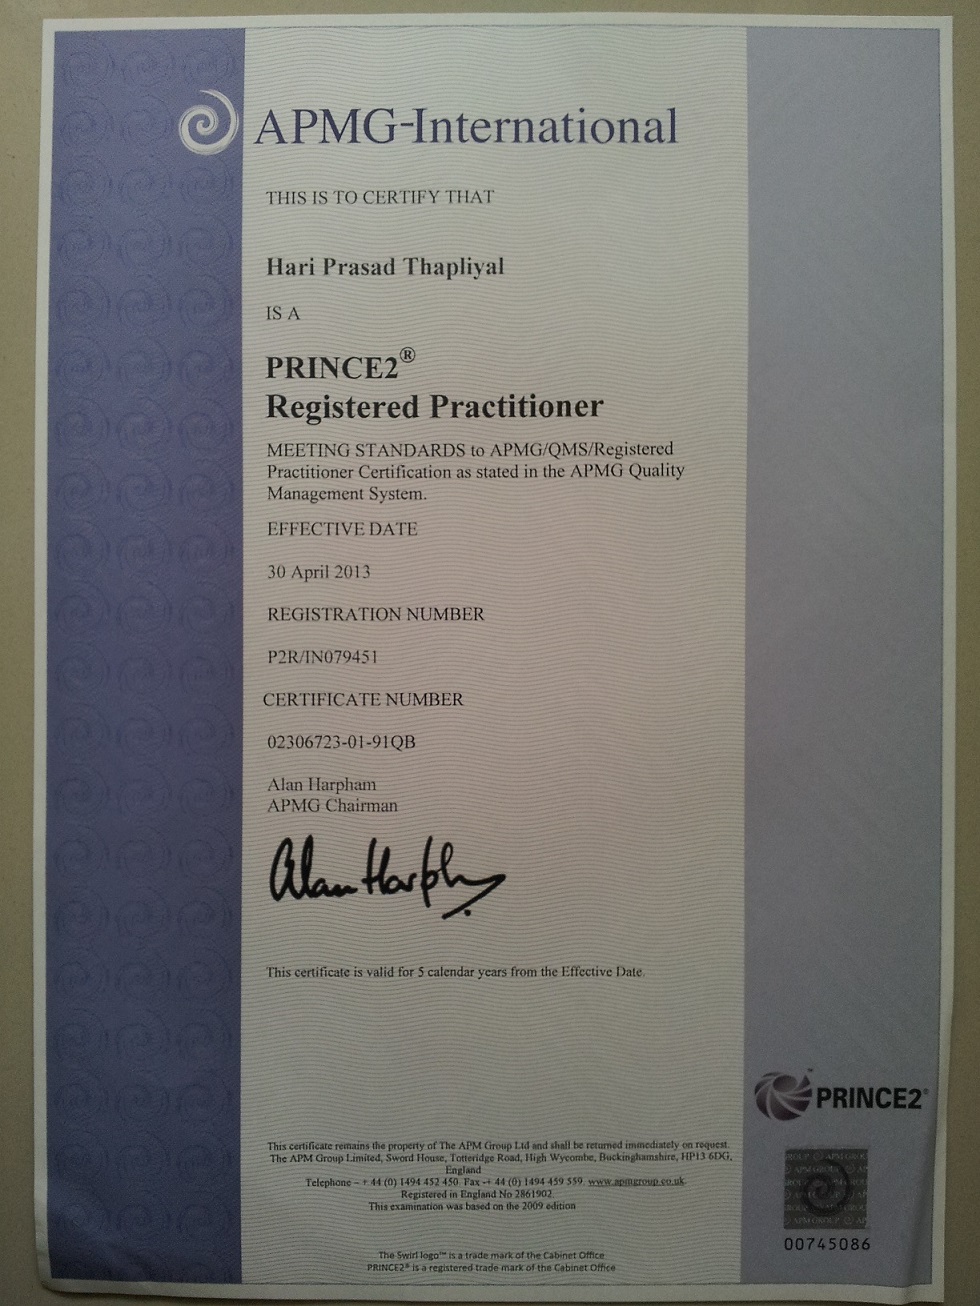 APMG-International
THIS IS TO CERTIFY THAT
Hari Prasad Thapliyal
IS A
PRINCE2®
Registered Practitioner
MEETING STANDARDS to APMG/QMS/Registered
Practitioner Certification as stated in the APMG Quality
Management System.
EFFECTIVE DATE
30 April 2013
REGISTRATION NUMBER
P2R/IN079451
CERTIFICATE NUMBER
02306723-01-91QB
Alan Harpham
APMG Chairman
Alan Harpham
This certificate is valid for 5 calendar years from the Effective Date.
PRINCE2®
This certificate remains the property of The APM Group Ltd and shall be returned immediately on request.
The APM Group Limited, Sword House, Totteridge Road, High Wycombe, Buckinghamshire, HP13 6DG,
England
Telephone – + 44 (0) 1494 452 450. Fax -+ 44 (0) 1494 459 559. www.apmgroup.co.uk
Registered in England No 2861902.
This examination was based on the 2009 edition
00745086
The Swirl logo™ is a trade mark of the Cabinet Office
PRINCE2® is a registered trade mark of the Cabinet Office